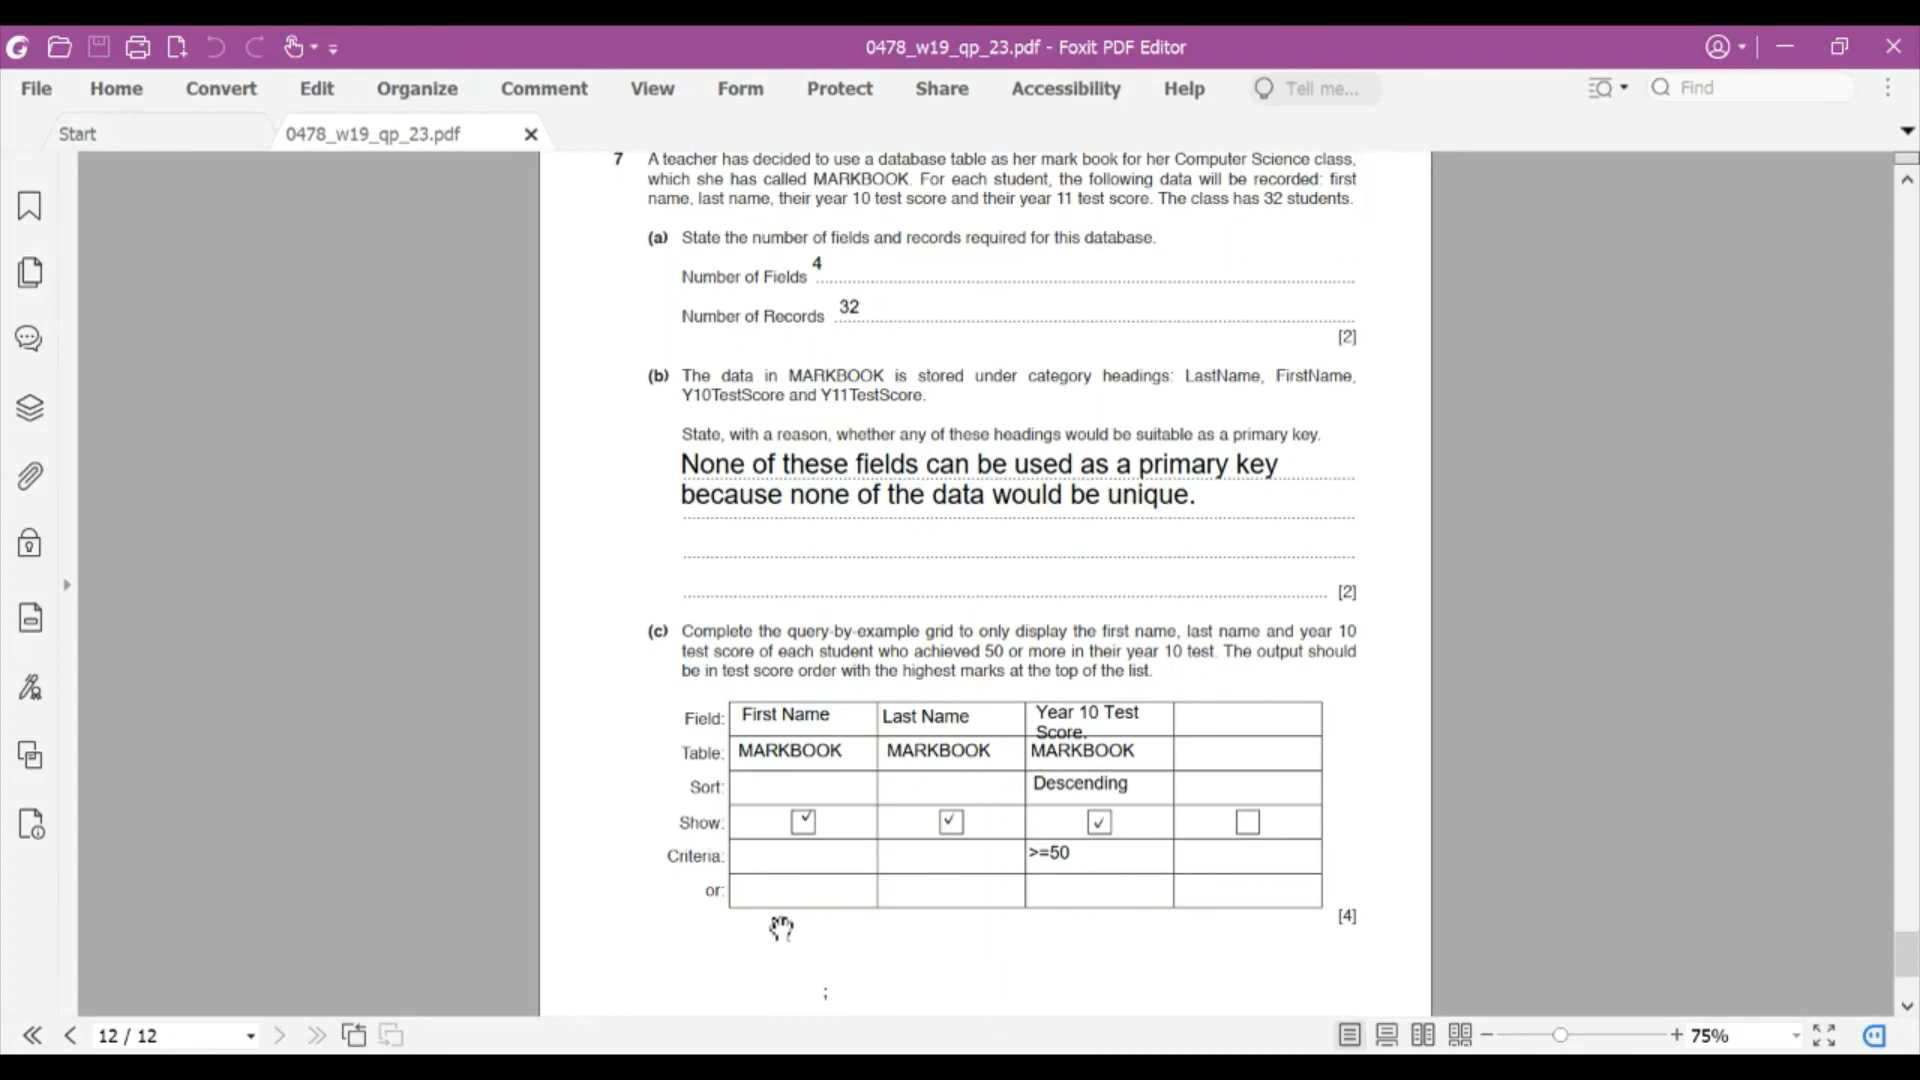 0478_w19_qp_23.pdf - Foxit PDF Editor
File Home Convert Edit Organize Comment View Form Protect Share Accessibility Help Tell me... Find
Start 0478_w19_qp_23.pdf
7 A teacher has decided to use a database table as her mark book for her Computer Science class,
which she has called MARKBOOK. For each student, the following data will be recorded: first
name, last name, their year 10 test score and their year 11 test score. The class has 32 students.
(a) State the number of fields and records required for this database.
Number of Fields 4
Number of Records 32
[2]
(b) The data in MARKBOOK is stored under category headings: LastName, FirstName,
Y10TestScore and Y11TestScore.
State, with a reason, whether any of these headings would be suitable as a primary key.
None of these fields can be used as a primary key
because none of the data would be unique.
[2]
(c) Complete the query-by-example grid to only display the first name, last name and year 10
test score of each student who achieved 50 or more in their year 10 test. The output should
be in test score order with the highest marks at the top of the list.
Field: First Name Last Name Year 10 Test
Score.
Table: MARKBOOK MARKBOOK MARKBOOK
Sort: Descending
Show: ✓ ✓ ✓
Criteria: >=50
or:
[4]
;
12 / 12 75%